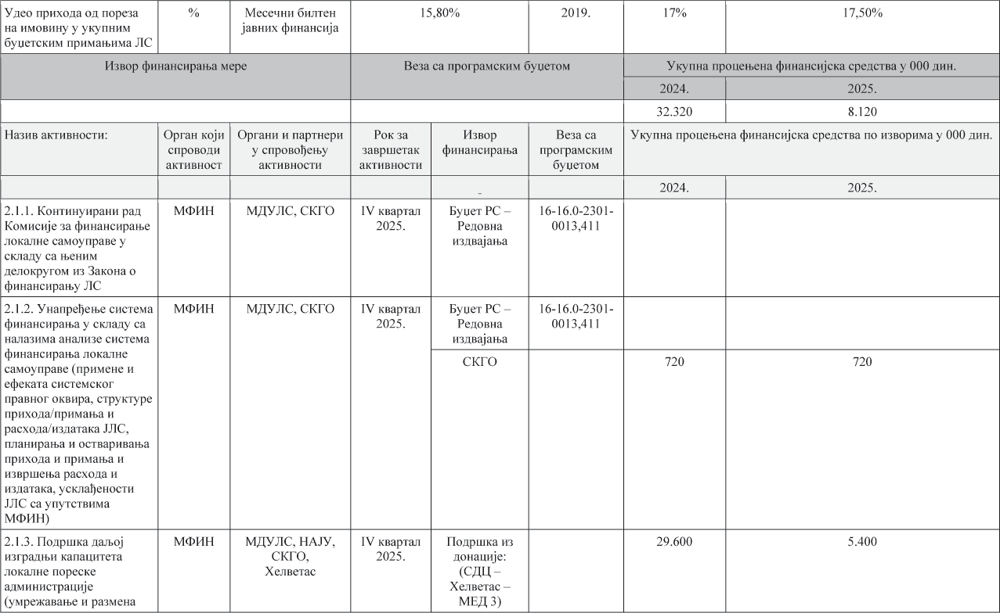 Удео прихода од пореза
на имовину у укупним
буџетским примањима ЛС
%
Месечни билтен
јавних финансија
15,80%
2019.
17%
17,50%
Извор финансирања мере
Веза са програмским буџетом
Укупна процењена финансијска средства у 000 дин.
2024.
2025.
32.320
8.120
Назив активности:
Орган који
спроводи
активност
Органи и партнери
у спровођењу
активности
Рок за
завршетак
активности
Извор
финансирања
Веза са
програмским
буџетом
Укупна процењена финансијска средства по изворима у 000 дин.
-
2024.
2025.
2.1.1. Континуирани рад
Комисије за финансирање
локалне самоуправе у
складу са њеним
делокругом из Закона о
финансирању ЛС
МФИН
МДУЛС, СКГО
IV квартал
2025.
Буџет РС –
Редовна
издвајања
16-16.0-2301-
0013,411
2.1.2. Унапређење система
финансирања у складу са
налазима анализе система
финансирања локалне
самоуправе (примене и
ефеката системског
правног оквира, структуре
прихода/примања и
расхода/издатака ЈЛС,
планирања и остваривања
прихода и примања и
извршења расхода и
издатака, усклађености
ЈЛС са упутствима
МФИН)
МФИН
МДУЛС, СКГО
IV квартал
2025.
Буџет РС –
Редовна
издвајања
16-16.0-2301-
0013,411
СКГО
720
720
2.1.3. Подршка даљој
изградњи капацитета
локалне пореске
администрације
(умрежавање и размена
МФИН
МДУЛС, НАЈУ,
СКГО,
Хелветас
IV квартал
2025.
Подршка из
донације:
(СДЦ –
Хелветас –
МЕД 3)
29.600
5.400